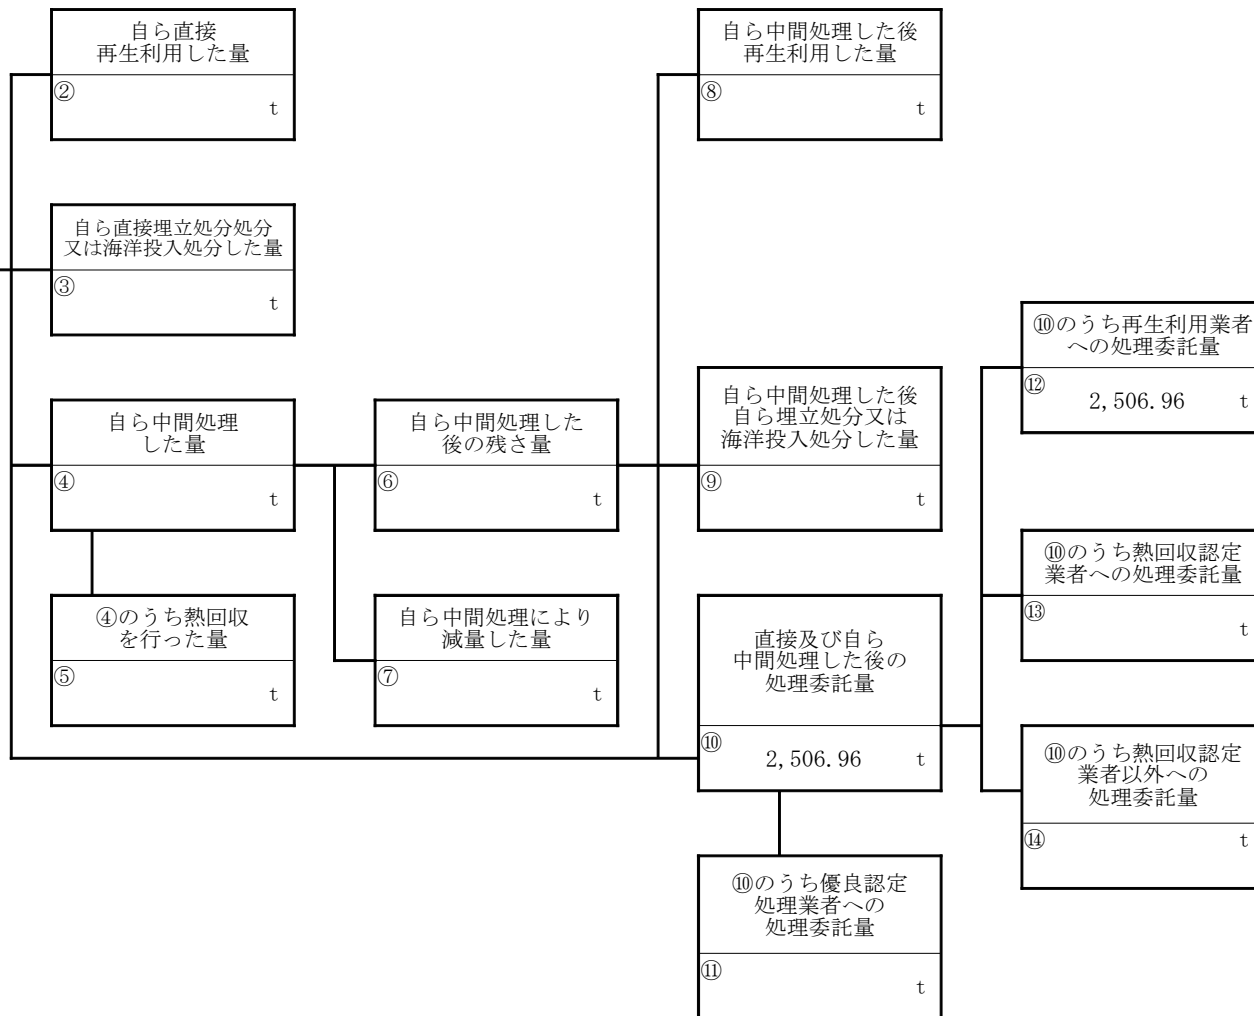 自ら直接
再生利用した量
②
t
自ら中間処理した後
再生利用した量
⑧
t
自ら直接埋立処分処分
又は海洋投入処分した量
③
t
⑩のうち再生利用業者
への処理委託量
⑫
2,506.96 t
自ら中間処理
した量
④
t
自ら中間処理した
後の残さ量
⑥
t
自ら中間処理した後
自ら埋立処分又は
海洋投入処分した量
⑨
t
⑩のうち熱回収認定
業者への処理委託量
⑬
t
④のうち熱回収
を行った量
⑤
t
自ら中間処理により
減量した量
⑦
t
直接及び自ら
中間処理した後の
処理委託量
⑩
2,506.96 t
⑩のうち熱回収認定
業者以外への
処理委託量
⑭
t
⑩のうち優良認定
処理業者への
処理委託量
⑪
t